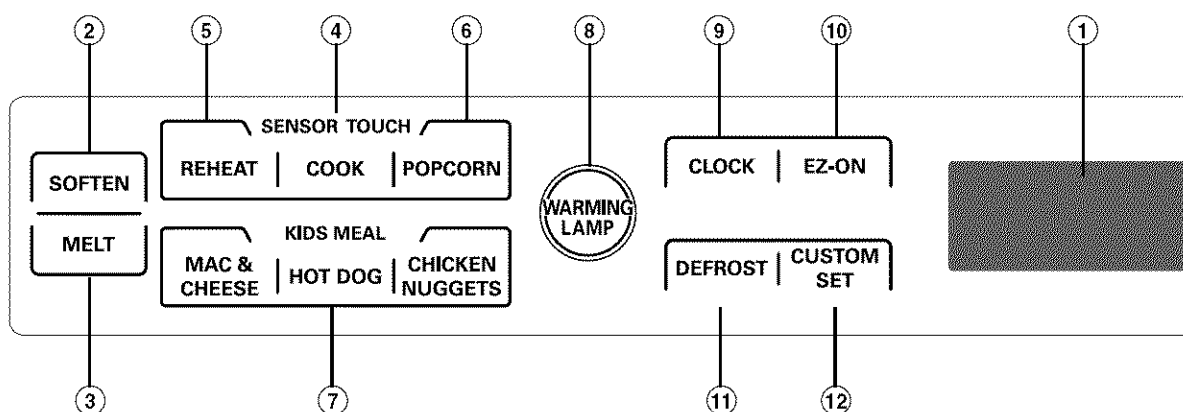 2
5
4
6
8
9
10
1
SENSOR TOUCH
REHEAT
COOK
POPCORN
SOFTEN
MELT
KIDS MEAL
MAC &
CHEESE
HOT DOG
CHICKEN
NUGGETS
WARMING
LAMP
CLOCK
EZ-ON
DEFROST
CUSTOM
SET
3
7
11
12